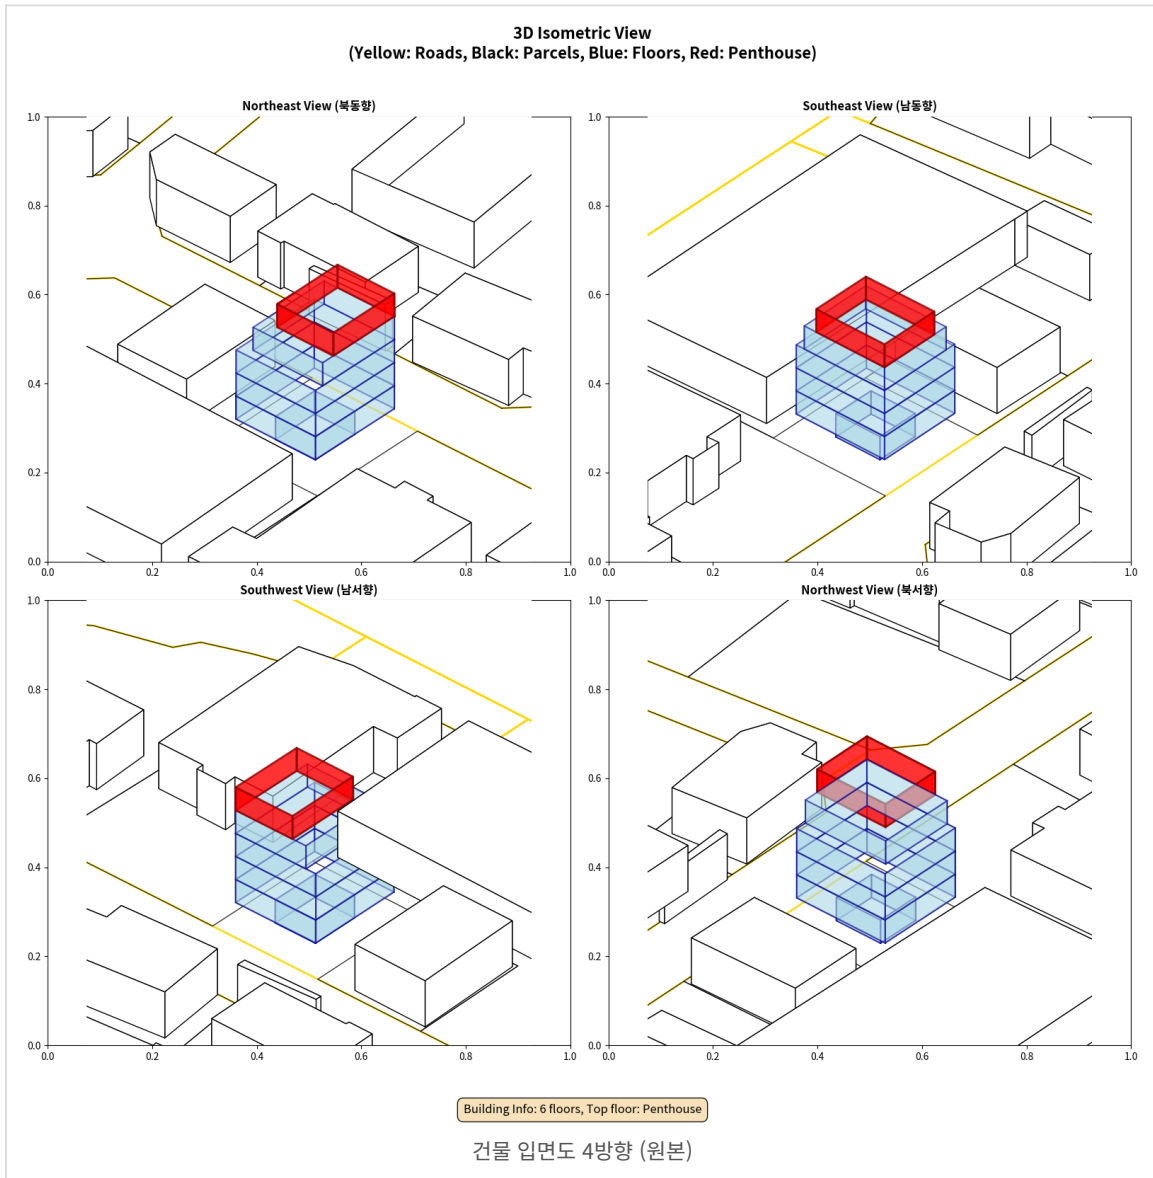 3D Isometric View
(Yellow: Roads, Black: Parcels, Blue: Floors, Red: Penthouse)
Northeast View (북동향)
1.0
0.8
0.6
0.4
0.2
0.0
0.0 0.2 0.4 0.6 0.8 1.0
Southeast View (남동향)
1.0
0.8
0.6
0.4
0.2
0.0
0.0 0.2 0.4 0.6 0.8 1.0
Southwest View (남서향)
1.0
0.8
0.6
0.4
0.2
0.0
0.0 0.2 0.4 0.6 0.8 1.0
Northwest View (북서향)
1.0
0.8
0.6
0.4
0.2
0.0
0.0 0.2 0.4 0.6 0.8 1.0
Building Info: 6 floors, Top floor: Penthouse
건물 입면도 4방향 (원본)